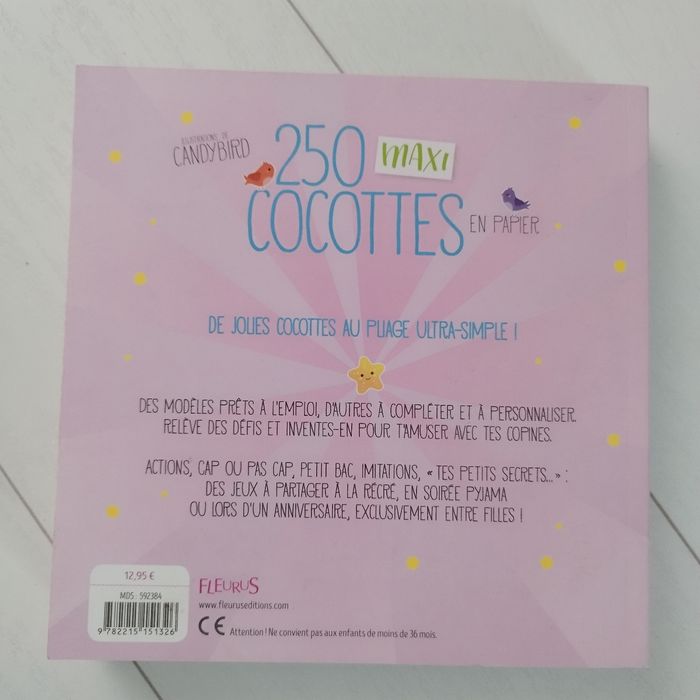 ILLUSTRATIONS DE
CANDYBIRD
250 MAXI
COCOTTES
EN PAPIER
DE JOLIES COCOTTES AU PLIAGE ULTRA-SIMPLE !
DES MODÈLES PRÊTS À L'EMPLOI, D'AUTRES À COMPLÉTER ET À PERSONNALISER.
RELÈVE DES DÉFIS ET INVENTES-EN POUR T'AMUSER AVEC TES COPINES.
ACTIONS, CAP OU PAS CAP, PETIT BAC, IMITATIONS, « TES PETITS SECRETS... » :
DES JEUX À PARTAGER À LA RÉCRÉ, EN SOIRÉE PYJAMA
OU LORS D'UN ANNIVERSAIRE, EXCLUSIVEMENT ENTRE FILLES !
12,95 €
MDS : 592384
9 782215 151326
FLEURUS
www.fleuruseditions.com
CE Attention ! Ne convient pas aux enfants de moins de 36 mois.